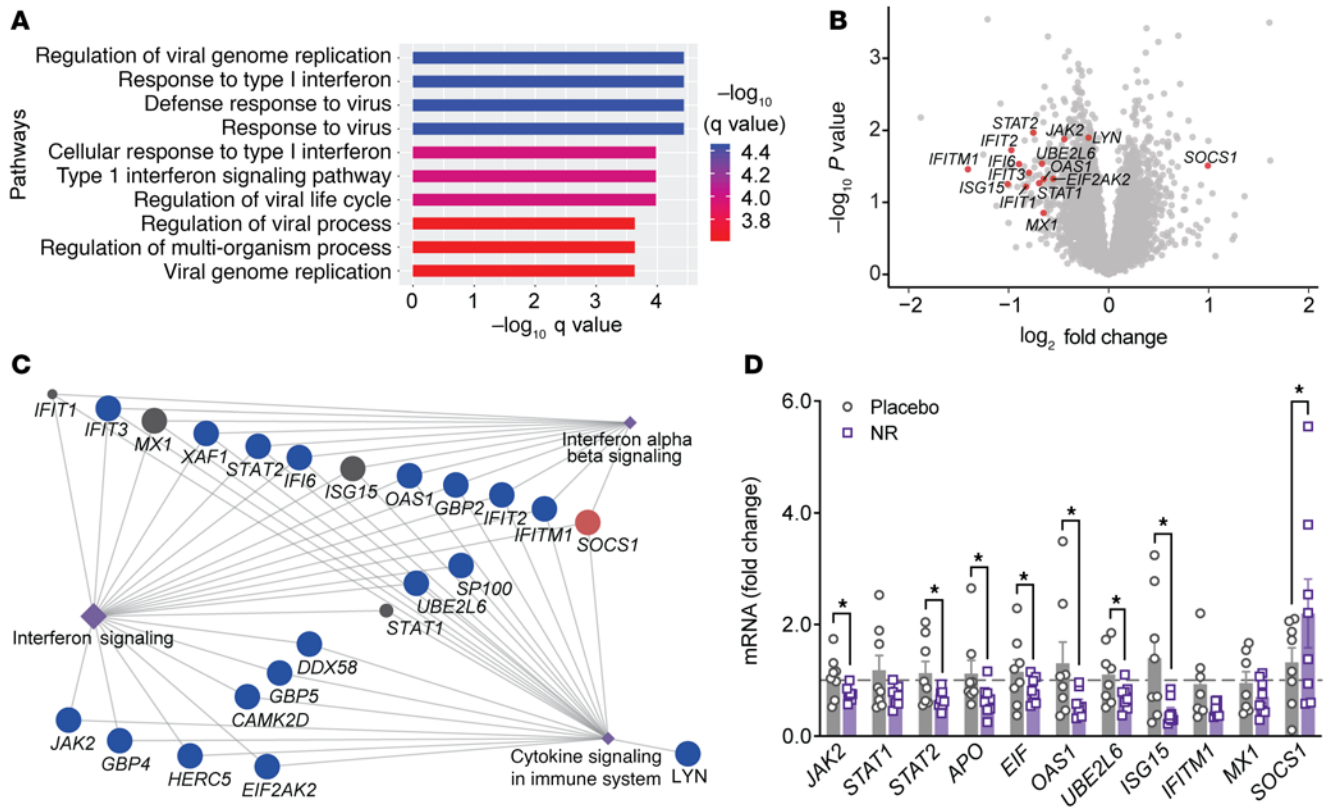 A
Pathways
Regulation of viral genome replication
Response to type I interferon
Defense response to virus
Response to virus
Cellular response to type I interferon
Type 1 interferon signaling pathway
Regulation of viral life cycle
Regulation of viral process
Regulation of multi-organism process
Viral genome replication
0 1 2 3 4
–log10 q value
–log10
(q value)
4.4
4.2
4.0
3.8
B
–log10 P value
3
2
1
0
STAT2
JAK2
LYN
IFIT2
UBE2L6
SOCS1
IFITM1
IFI6
OAS1
IFIT3
EIF2AK2
ISG15
STAT1
IFIT1
MX1
−2 −1 0 1 2
log2 fold change
C
IFIT1
IFIT3
MX1
XAF1
STAT2
IFI6
ISG15
OAS1
GBP2
IFIT2
IFITM1
SOCS1
Interferon alpha
beta signaling
SP100
UBE2L6
STAT1
Interferon signaling
DDX58
GBP5
CAMK2D
JAK2
GBP4
HERC5
EIF2AK2
Cytokine signaling
in immune system
LYN
D
mRNA (fold change)
6.0
4.0
2.0
0.0
Placebo
NR
* * * * * * * *
JAK2 STAT1 STAT2 APO EIF OAS1 UBE2L6 ISG15 IFITM1 MX1 SOCS1